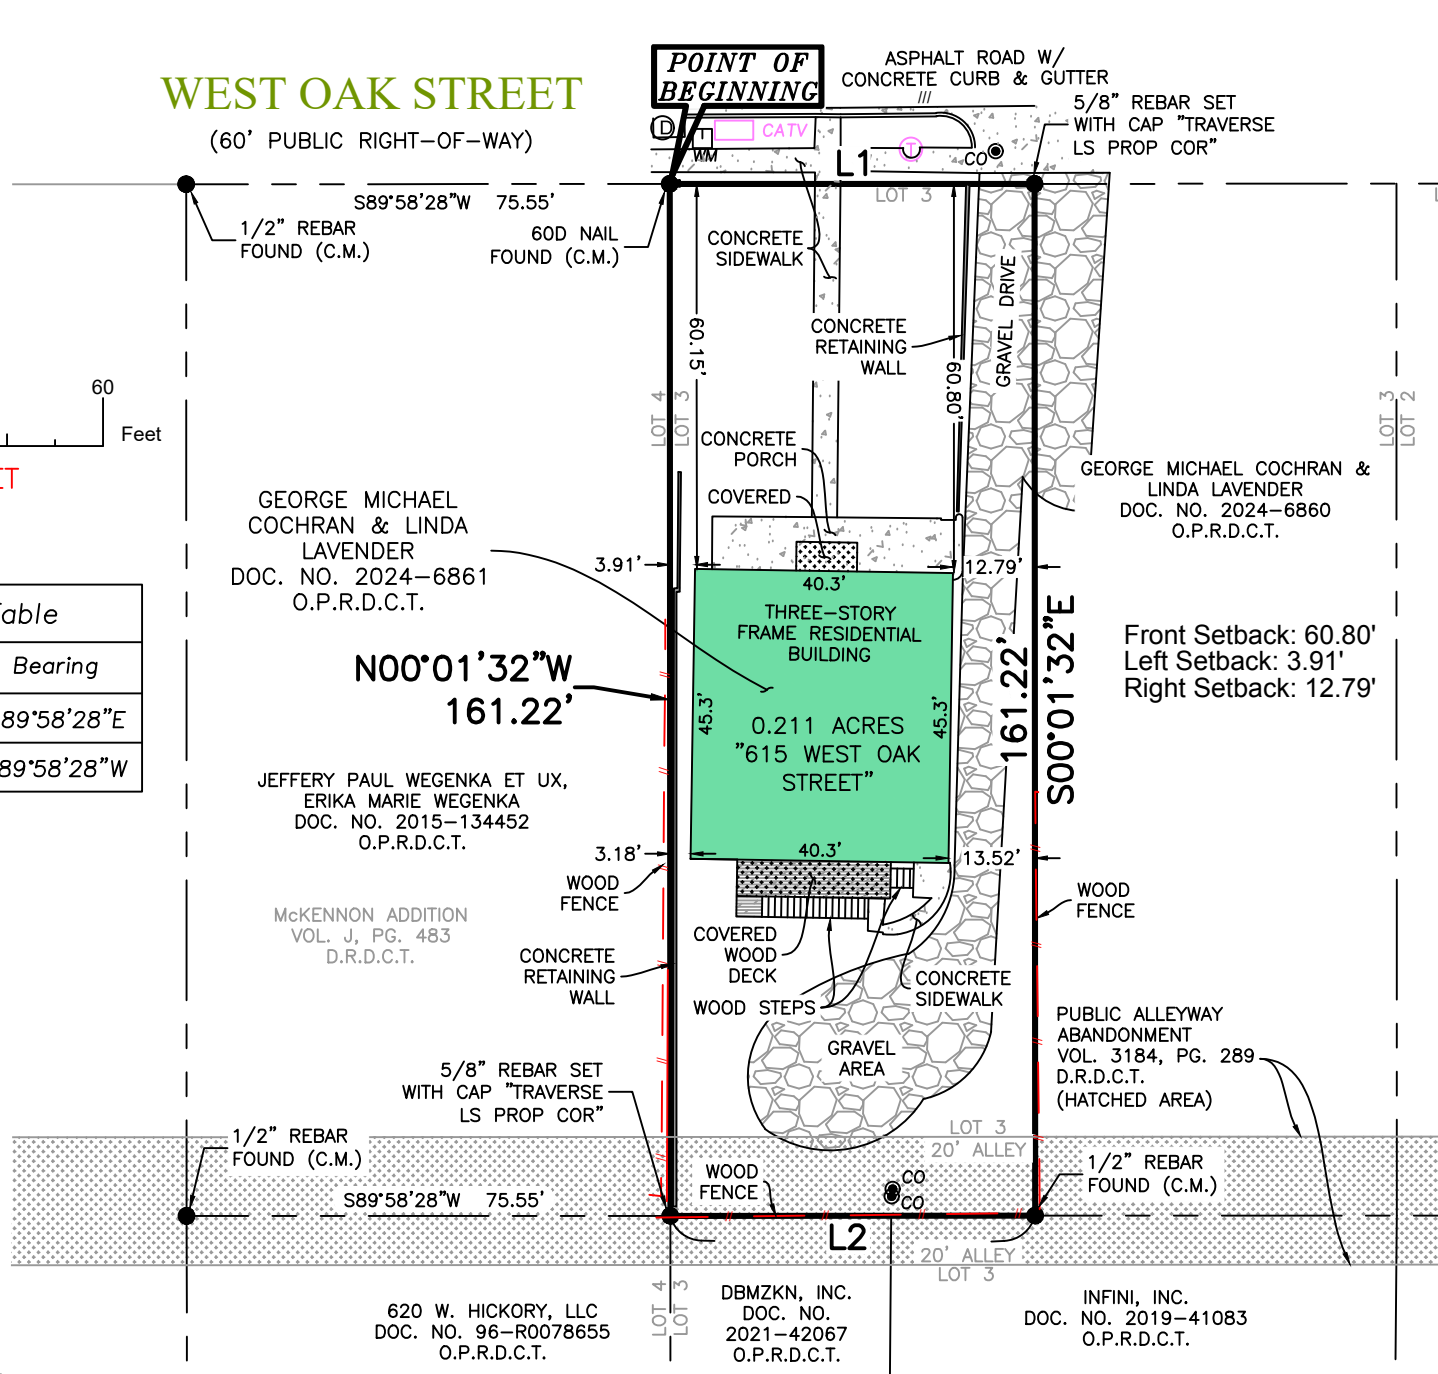 POINT OF
BEGINNING
WEST OAK STREET
(60' PUBLIC RIGHT-OF-WAY)
ASPHALT ROAD W/
CONCRETE CURB & GUTTER
5/8" REBAR SET
WITH CAP "TRAVERSE
LS PROP COR"
D
WM
CATV
T
CO
L1
LOT 3
S89°58'28"W 75.55'
1/2" REBAR
FOUND (C.M.)
60D NAIL
FOUND (C.M.)
CONCRETE
SIDEWALK
GRAVEL DRIVE
CONCRETE
RETAINING
WALL
60.15'
60.80'
60
Feet
LOT 4
LOT 3
LOT 3
LOT 2
CONCRETE
PORCH
COVERED
GEORGE MICHAEL
COCHRAN & LINDA
LAVENDER
DOC. NO. 2024-6861
O.P.R.D.C.T.
GEORGE MICHAEL COCHRAN &
LINDA LAVENDER
DOC. NO. 2024-6860
O.P.R.D.C.T.
3.91'
40.3'
12.79'
THREE-STORY
FRAME RESIDENTIAL
BUILDING
Bearing
89°58'28"E
89°58'28"W
N00°01'32"W
161.22'
45.3'
45.3'
0.211 ACRES
"615 WEST OAK
STREET"
161.22'
S00°01'32"E
Front Setback: 60.80'
Left Setback: 3.91'
Right Setback: 12.79'
JEFFERY PAUL WEGENKA ET UX,
ERIKA MARIE WEGENKA
DOC. NO. 2015-134452
O.P.R.D.C.T.
3.18'
40.3'
13.52'
WOOD
FENCE
WOOD
FENCE
McKENNON ADDITION
VOL. J, PG. 483
D.R.D.C.T.
COVERED
WOOD
DECK
CONCRETE
RETAINING
WALL
CONCRETE
SIDEWALK
WOOD STEPS
GRAVEL
AREA
PUBLIC ALLEYWAY
ABANDONMENT
VOL. 3184, PG. 289
D.R.D.C.T.
(HATCHED AREA)
5/8" REBAR SET
WITH CAP "TRAVERSE
LS PROP COR"
1/2" REBAR
FOUND (C.M.)
LOT 3
20' ALLEY
WOOD
FENCE
CO
CO
1/2" REBAR
FOUND (C.M.)
S89°58'28"W 75.55'
L2
20' ALLEY
LOT 3
LOT 4
LOT 3
620 W. HICKORY, LLC
DOC. NO. 96-R0078655
O.P.R.D.C.T.
DBMZKN, INC.
DOC. NO.
2021-42067
O.P.R.D.C.T.
INFINI, INC.
DOC. NO. 2019-41083
O.P.R.D.C.T.